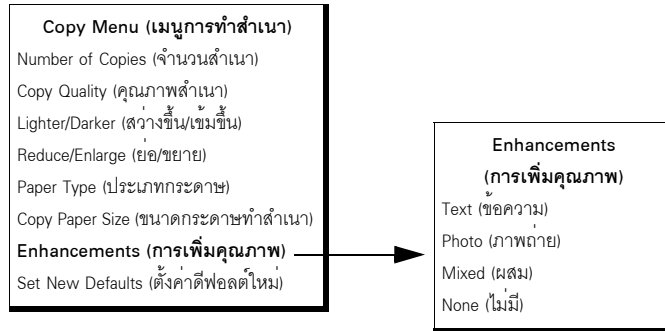 Copy Menu (เมนูการทำสำเนา)
Number of Copies (จำนวนสำเนา)
Copy Quality (คุณภาพสำเนา)
Lighter/Darker (สว่างขึ้น/เข้มขึ้น)
Reduce/Enlarge (ย่อ/ขยาย)
Paper Type (ประเภทกระดาษ)
Copy Paper Size (ขนาดกระดาษทำสำเนา)
Enhancements (การเพิ่มคุณภาพ)
Set New Defaults (ตั้งค่าดีฟอลต์ใหม่)
Enhancements
(การเพิ่มคุณภาพ)
Text (ข้อความ)
Photo (ภาพถ่าย)
Mixed (ผสม)
None (ไม่มี)